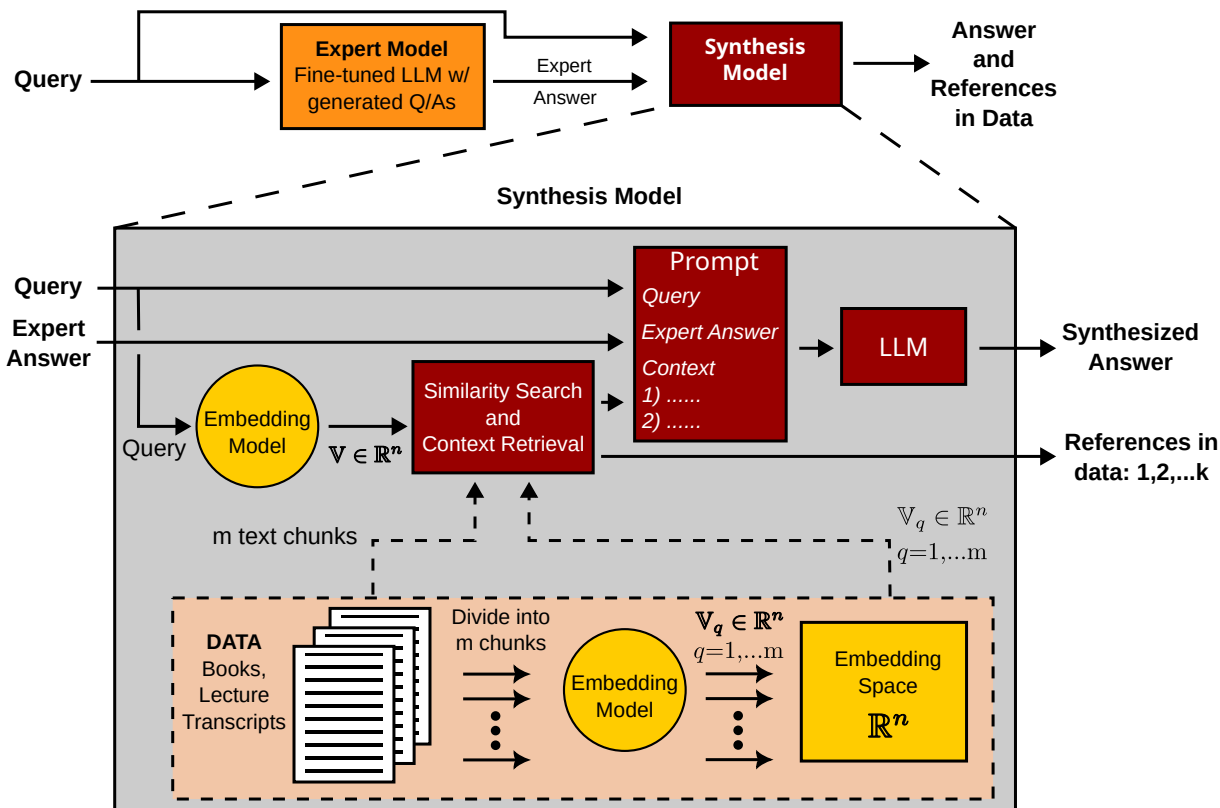 Query
Expert Model
Fine-tuned LLM w/
generated Q/As
Expert
Answer
Synthesis
Model
Answer
and
References
in Data
Synthesis Model
Query
Expert
Answer
Query
Embedding
Model
𝕍 ∈ ℝⁿ
Similarity Search
and
Context Retrieval
Prompt
Query
Expert Answer
Context
1) ......
2) ......
LLM
Synthesized
Answer
References in
data: 1,2,...k
m text chunks
𝕍_q ∈ ℝⁿ
q=1,...m
DATA
Books,
Lecture
Transcripts
Divide into
m chunks
Embedding
Model
𝕍_q ∈ ℝⁿ
q=1,...m
Embedding
Space
ℝⁿ